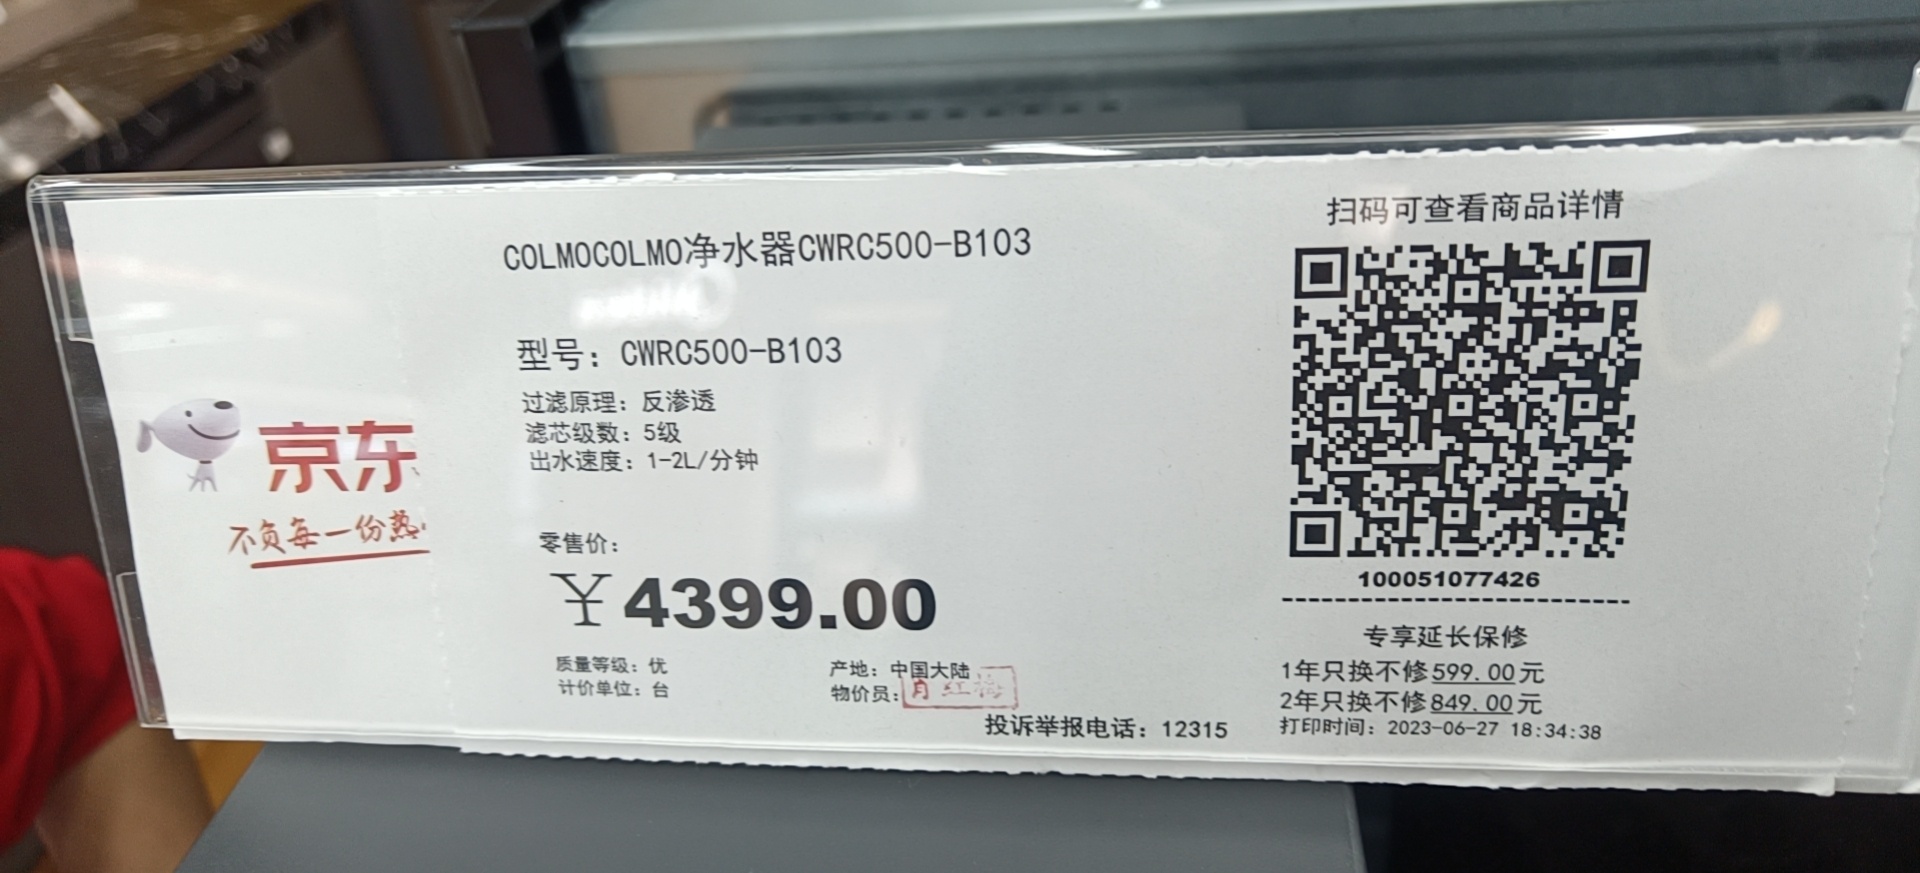 京东
不负每一份热
COLMOCOLMO净水器CWRC500-B103
型号：CWRC500-B103
过滤原理：反渗透
滤芯级数：5级
出水速度：1-2L/分钟
零售价：
￥4399.00
质量等级：优
计价单位：台
产地：中国大陆
物价员：
投诉举报电话：12315
扫码可查看商品详情
100051077426
专享延长保修
1年只换不修599.00元
2年只换不修849.00元
打印时间：2023-06-27 18:34:38